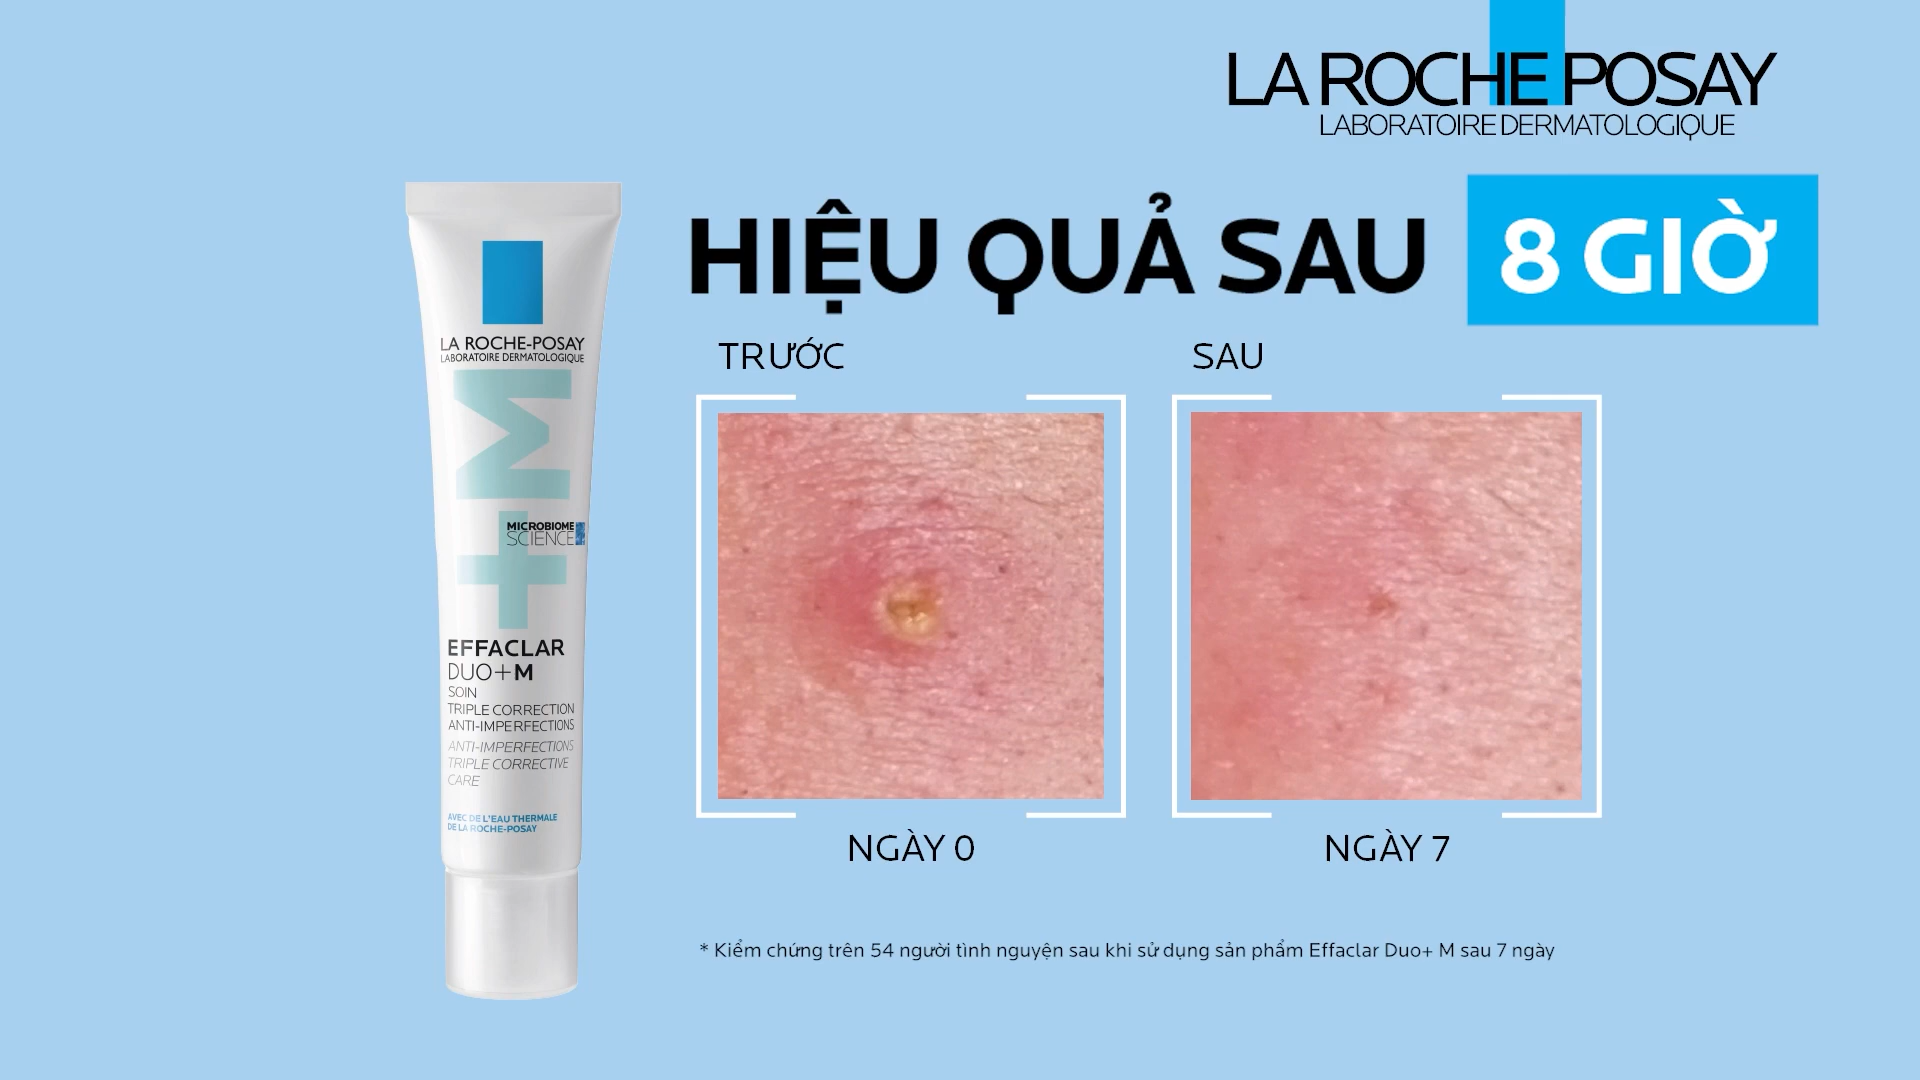 LA ROCHE POSAY
LABORATOIRE DERMATOLOGIQUE
HIỆU QUẢ SAU 8 GIỜ
TRƯỚC
SAU
NGÀY 0
NGÀY 7
* Kiểm chứng trên 54 người tình nguyện sau khi sử dụng sản phẩm Effaclar Duo+ M sau 7 ngày
LA ROCHE-POSAY
LABORATOIRE DERMATOLOGIQUE
+M
MICROBIOME
SCIENCE
EFFACLAR
DUO+M
SOIN
TRIPLE CORRECTION
ANTI-IMPERFECTIONS
ANTI-IMPERFECTIONS
TRIPLE CORRECTIVE
CARE
AVEC DE L'EAU THERMALE
DE LA ROCHE-POSAY